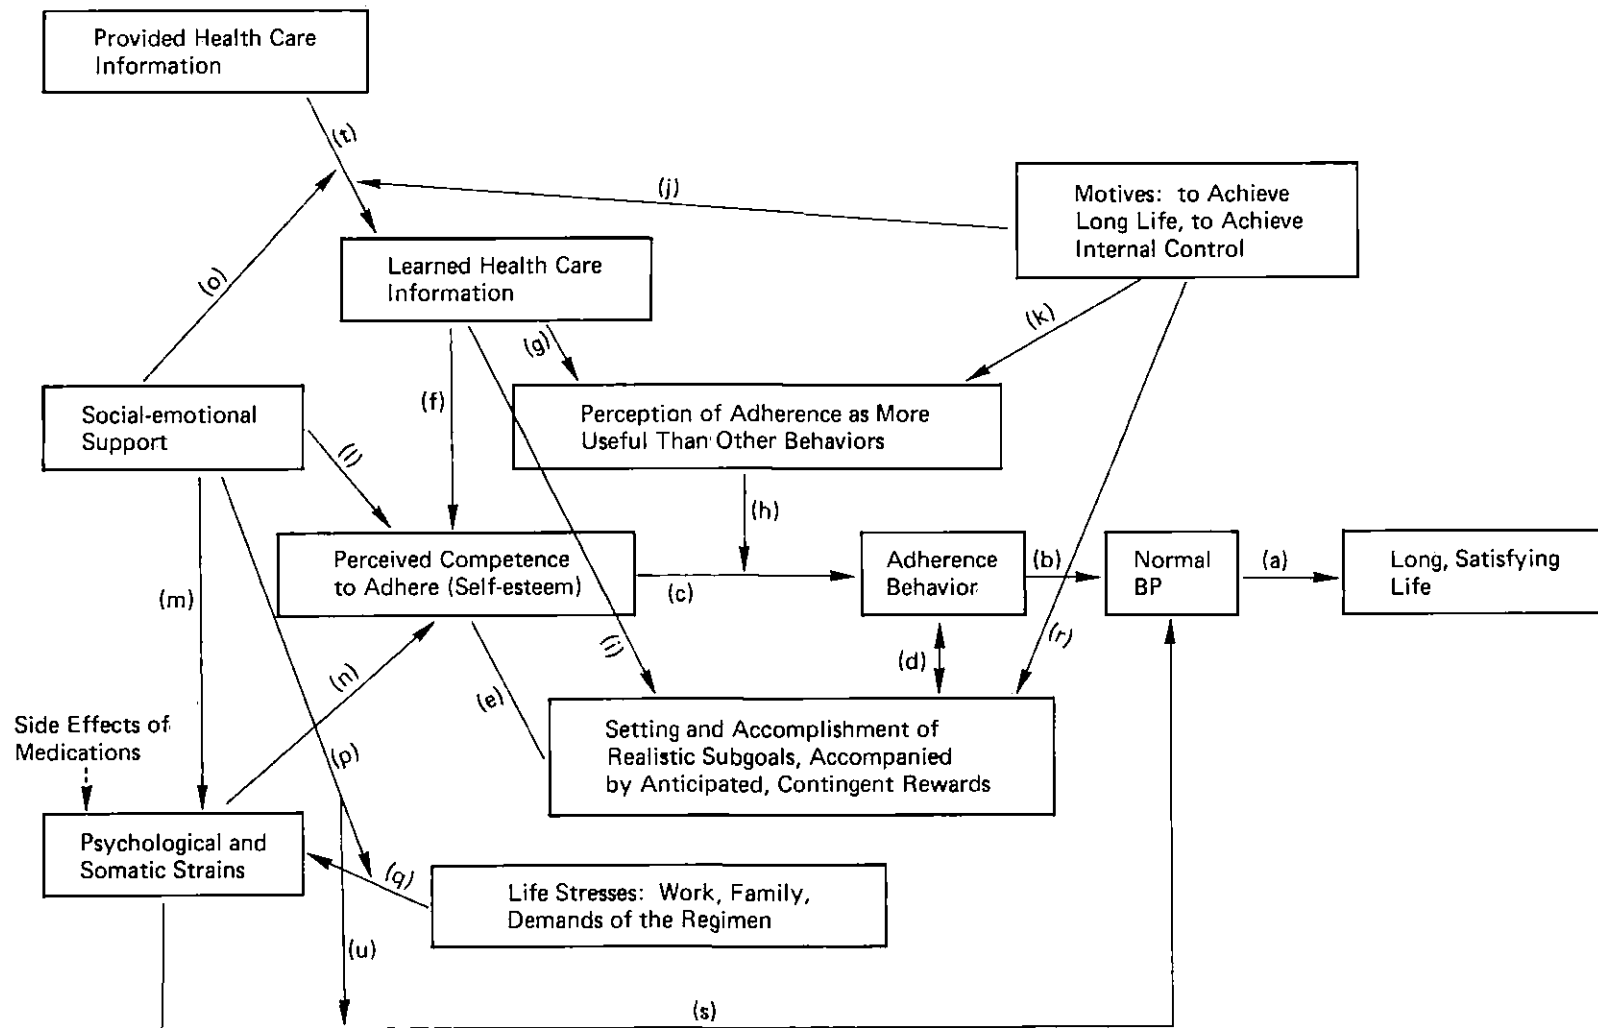 Provided Health Care
Information
(t)
(j)
Motives: to Achieve
Long Life, to Achieve
Internal Control
Learned Health Care
Information
(o)
(g)
(k)
(f)
Social-emotional
Support
Perception of Adherence as More
Useful Than Other Behaviors
(l)
(h)
Perceived Competence
to Adhere (Self-esteem)
(c)
Adherence
Behavior
(b)
Normal
BP
(a)
Long, Satisfying
Life
(m)
(i)
(r)
(d)
(n)
(e)
Side Effects of
Medications
(p)
Setting and Accomplishment of
Realistic Subgoals, Accompanied
by Anticipated, Contingent Rewards
Psychological and
Somatic Strains
(q)
Life Stresses: Work, Family,
Demands of the Regimen
(u)
(s)